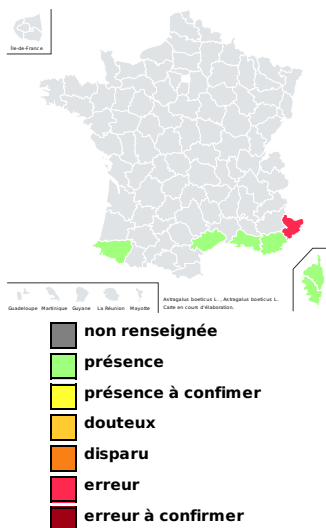 Île-de-France
Astragalus boeticus L. , Astragalus boeticus L.
Carte en cours d'élaboration.
Guadeloupe Martinique Guyane La Réunion Mayotte
non renseignée
présence
présence à confimer
douteux
disparu
erreur
erreur à confirmer